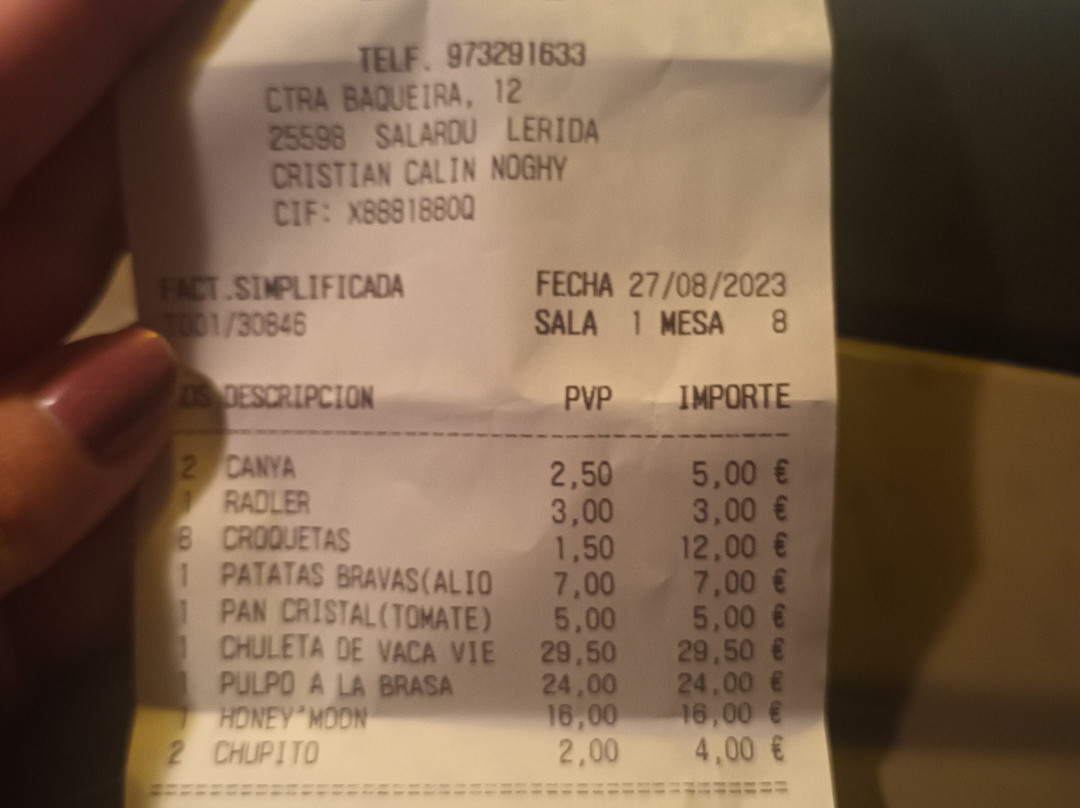 TELF. 973291633
CTRA BAQUEIRA, 12
25598 SALARDU LERIDA
CRISTIAN CALIN NOGHY
CIF: X8881880Q
FACT.SIMPLIFICADA FECHA 27/08/2023
T001/30846 SALA 1 MESA 8
DESCRIPCION PVP IMPORTE
2 CANYA 2,50 5,00 €
1 RADLER 3,00 3,00 €
8 CROQUETAS 1,50 12,00 €
1 PATATAS BRAVAS(ALIO 7,00 7,00 €
1 PAN CRISTAL(TOMATE) 5,00 5,00 €
1 CHULETA DE VACA VIE 29,50 29,50 €
1 PULPO A LA BRASA 24,00 24,00 €
1 HONEY*MOON 16,00 16,00 €
2 CHUPITO 2,00 4,00 €